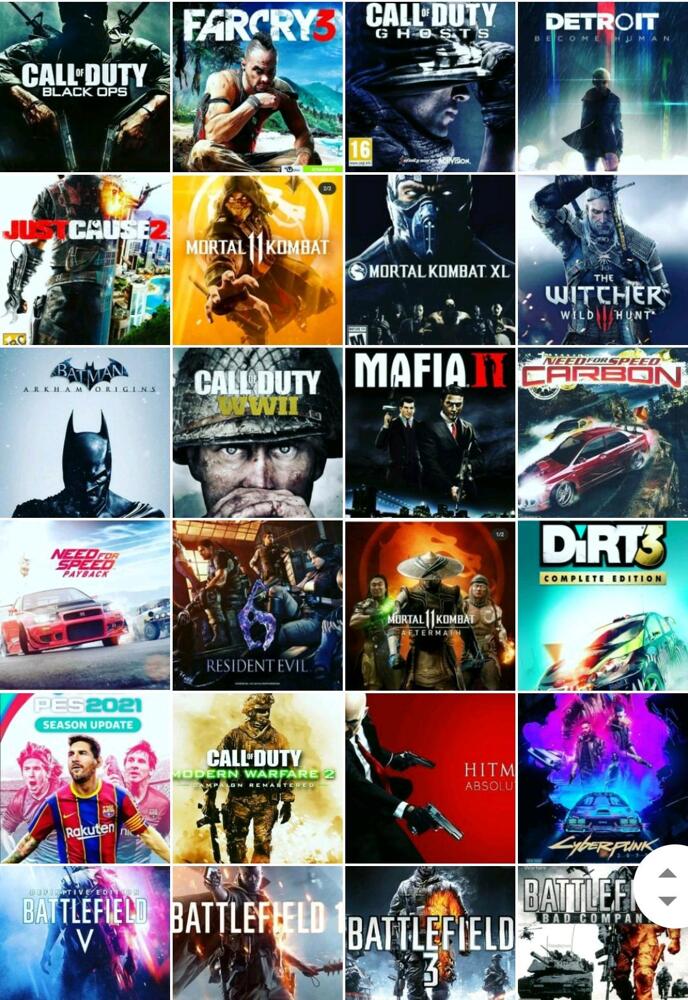 CALL OF DUTY
BLACK OPS
FARCRY3
CALL OF DUTY
GHOSTS
16
ACTIVISION
DETROIT
BECOME HUMAN
JUST CAUSE 2
2/2
MORTAL 11 KOMBAT
MORTAL KOMBAT XL
M
THE
WITCHER
WILD HUNT
BATMAN
ARKHAM ORIGINS
CALL OF DUTY
WWII
MAFIA II
NEED FOR SPEED
CARBON
NEED FOR
SPEED
PAYBACK
6
RESIDENT EVIL
1/2
MORTAL 11 KOMBAT
AFTERMATH
DiRT3
COMPLETE EDITION
PES2021
SEASON UPDATE
Rakuten
CALL OF DUTY
MODERN WARFARE 2
CAMPAIGN REMASTERED
HITM
ABSOLU
CYBERPUNK
DEFINITIVE EDITION
BATTLEFIELD
V
BATTLEFIELD 1
BATTLEFIELD
3
BATTLEF
BAD COMPAN